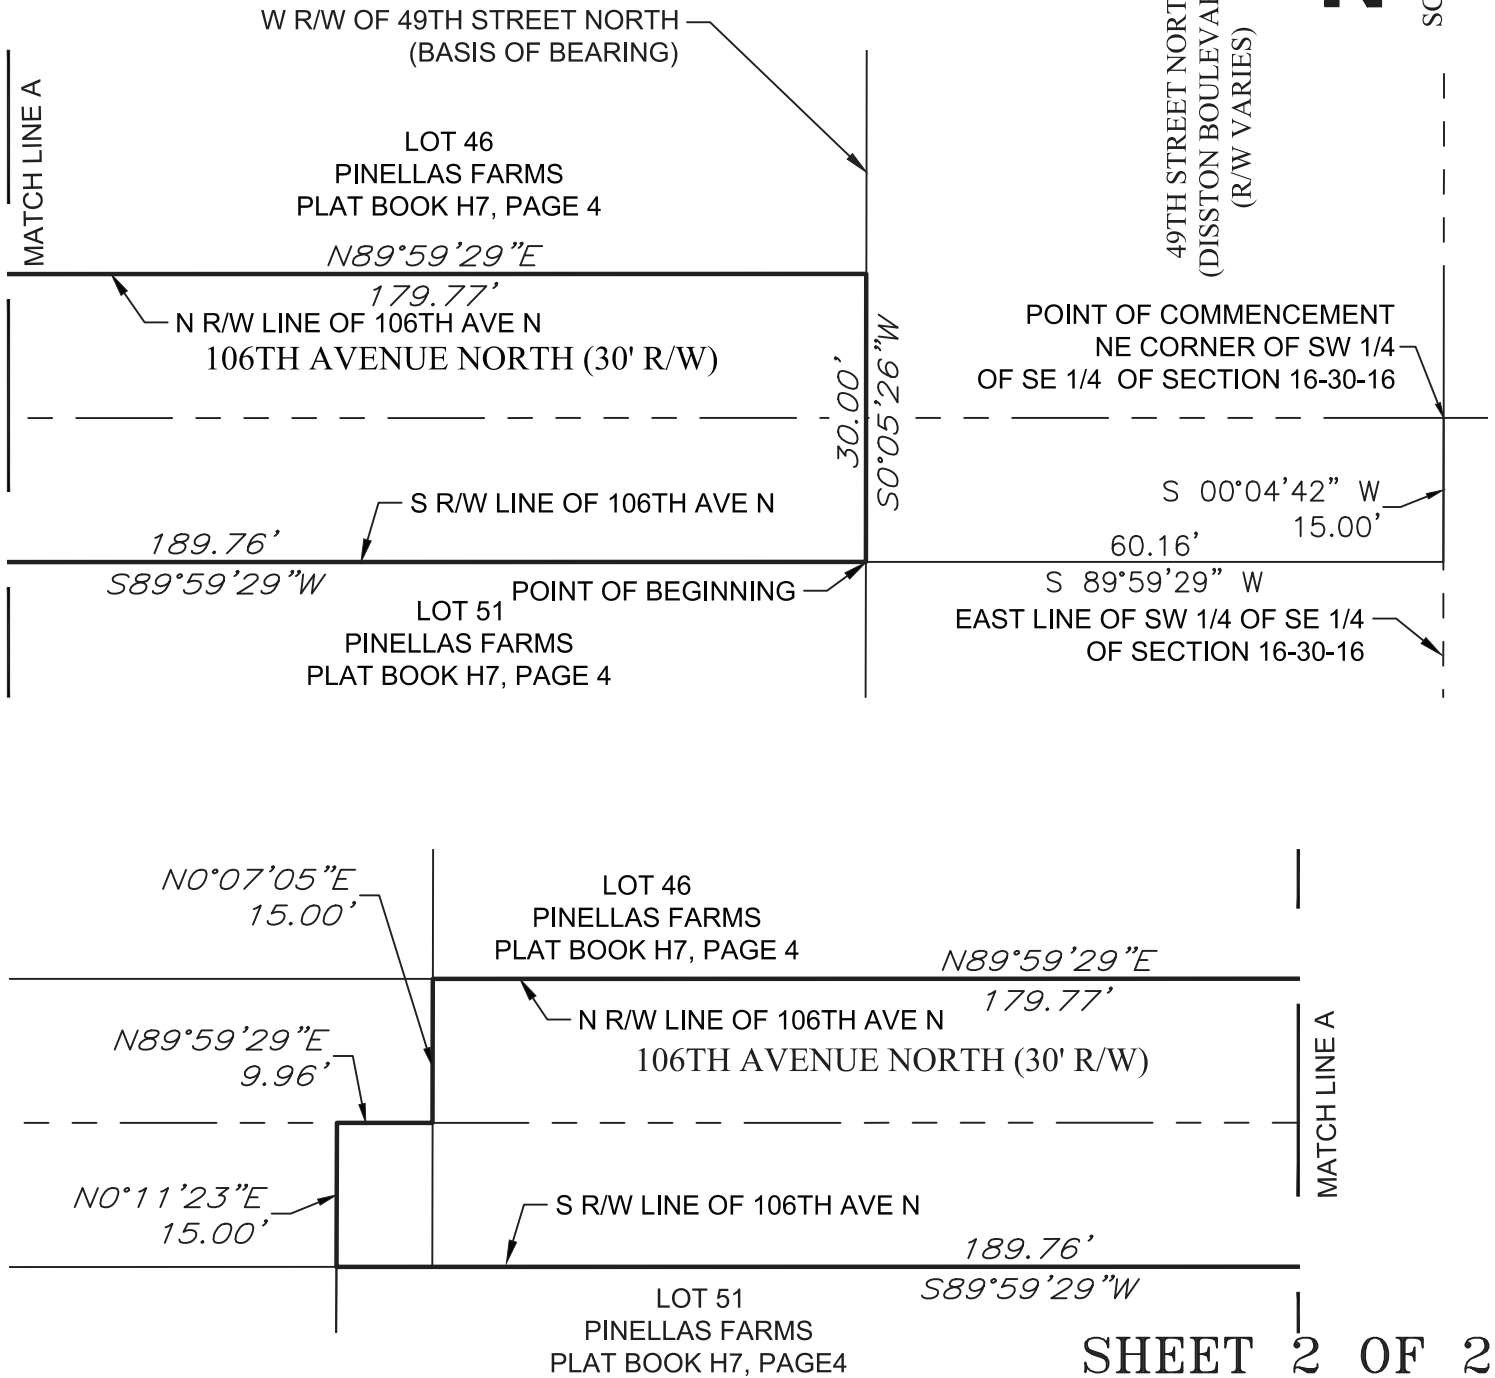 W R/W OF 49TH STREET NORTH
(BASIS OF BEARING)
49TH STREET NORT
(DISSTON BOULEVA
(R/W VARIES)
N
SC
MATCH LINE A
LOT 46
PINELLAS FARMS
PLAT BOOK H7, PAGE 4
N89°59'29"E
179.77'
N R/W LINE OF 106TH AVE N
106TH AVENUE NORTH (30' R/W)
30.00'
S0°05'26"W
POINT OF COMMENCEMENT
NE CORNER OF SW 1/4
OF SE 1/4 OF SECTION 16-30-16
S R/W LINE OF 106TH AVE N
S 00°04'42" W
15.00'
189.76'
S89°59'29"W
60.16'
S 89°59'29" W
POINT OF BEGINNING
LOT 51
PINELLAS FARMS
PLAT BOOK H7, PAGE 4
EAST LINE OF SW 1/4 OF SE 1/4
OF SECTION 16-30-16
N0°07'05"E
15.00'
LOT 46
PINELLAS FARMS
PLAT BOOK H7, PAGE 4
N89°59'29"E
179.77'
N R/W LINE OF 106TH AVE N
106TH AVENUE NORTH (30' R/W)
N89°59'29"E
9.96'
MATCH LINE A
N0°11'23"E
15.00'
S R/W LINE OF 106TH AVE N
189.76'
S89°59'29"W
LOT 51
PINELLAS FARMS
PLAT BOOK H7, PAGE4
SHEET 2 OF 2